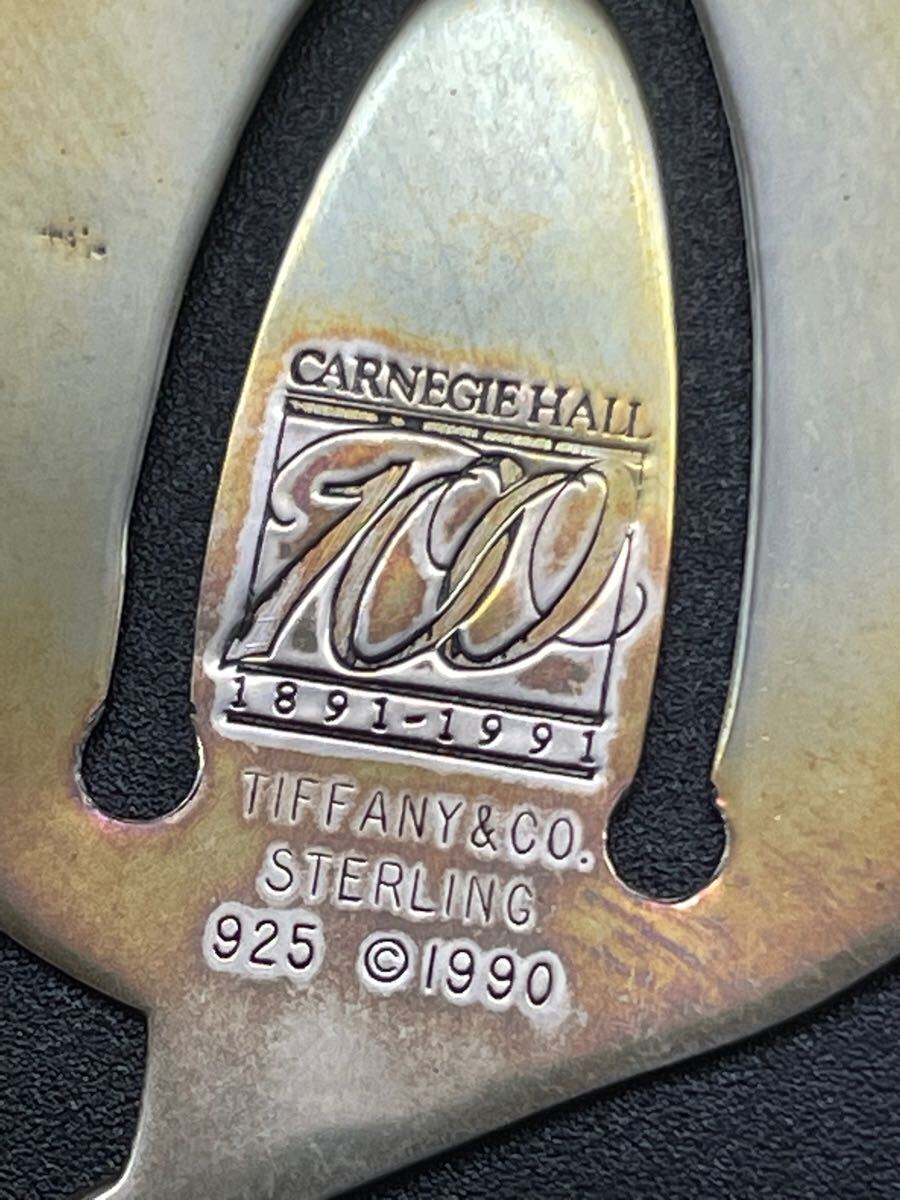 CARNEGIE HALL
100
1891-1991
TIFFANY & CO.
STERLING
925 ©1990